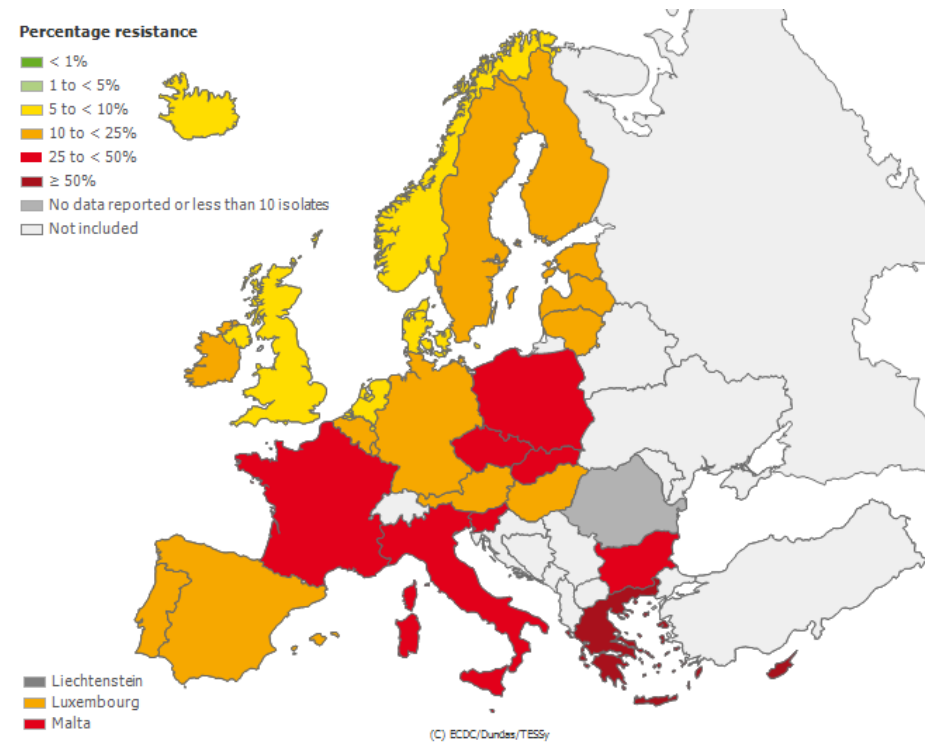 Percentage resistance
< 1%
1 to < 5%
5 to < 10%
10 to < 25%
25 to < 50%
≥ 50%
No data reported or less than 10 isolates
Not included
Liechtenstein
Luxembourg
Malta
(C) ECDC/Dundas/TESSy